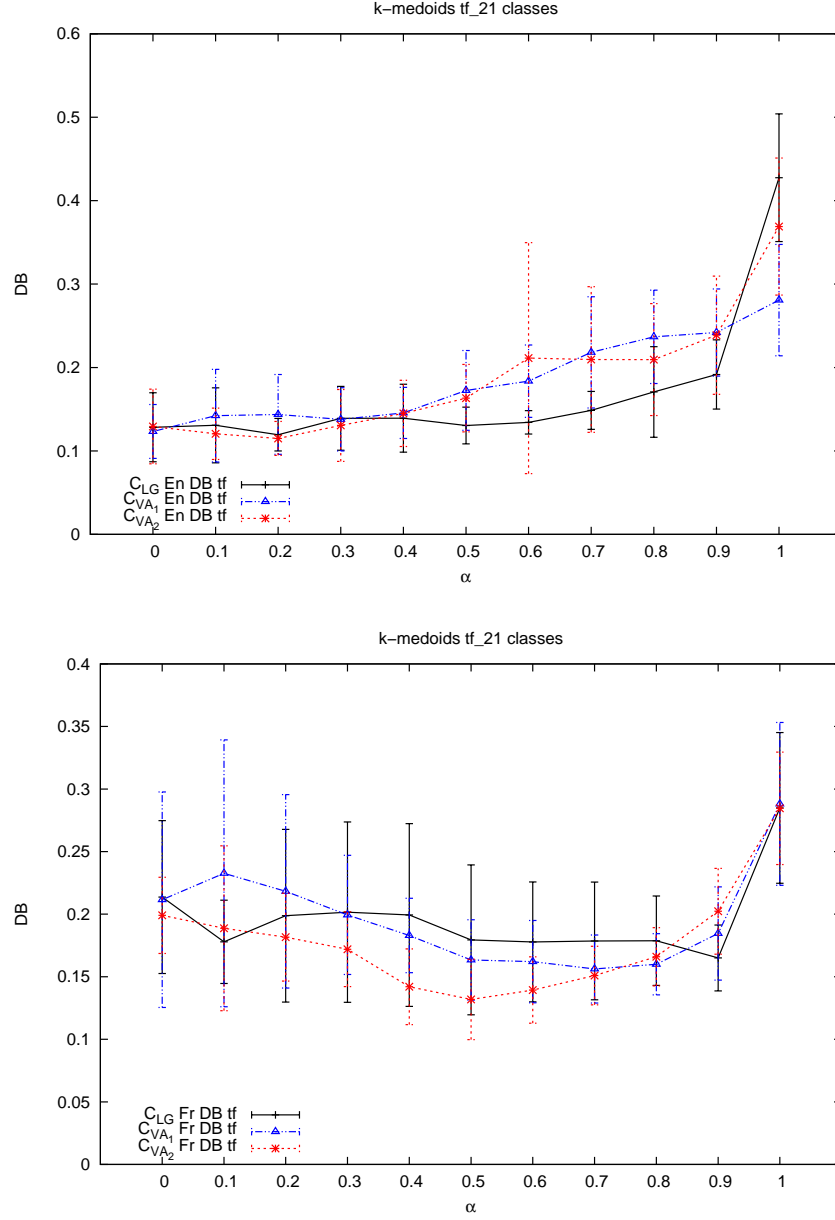 k−medoids tf_21 classes
0.6
0.5
0.4
0.3
0.2
0.1
0
DB
C_LG En DB tf
C_VA_1 En DB tf
C_VA_2 En DB tf
0 0.1 0.2 0.3 0.4 0.5 0.6 0.7 0.8 0.9 1
α
k−medoids tf_21 classes
0.4
0.35
0.3
0.25
0.2
0.15
0.1
0.05
0
DB
C_LG Fr DB tf
C_VA_1 Fr DB tf
C_VA_2 Fr DB tf
0 0.1 0.2 0.3 0.4 0.5 0.6 0.7 0.8 0.9 1
α